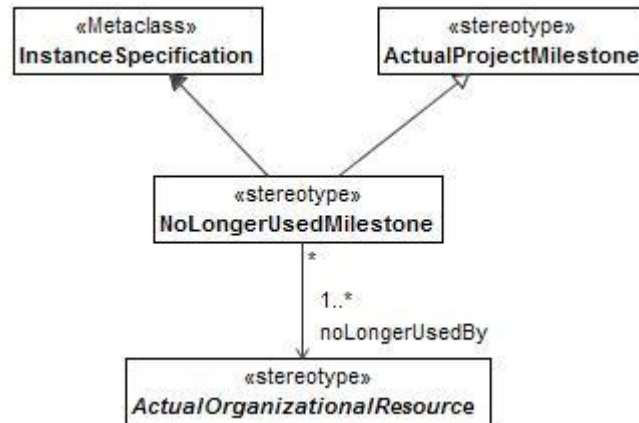 «Metaclass»
InstanceSpecification
«stereotype»
ActualProjectMilestone
«stereotype»
NoLongerUsedMilestone
*
1..*
noLongerUsedBy
«stereotype»
ActualOrganizationalResource